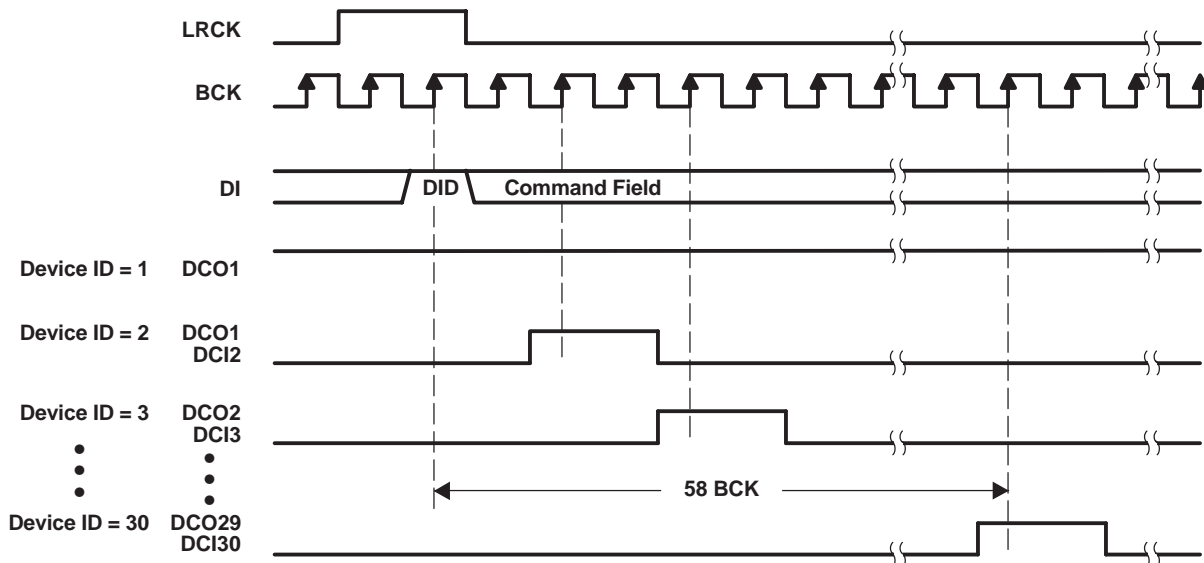 LRCK
BCK
DI
DID
Command Field
Device ID = 1 DCO1
Device ID = 2 DCO1
DCI2
Device ID = 3 DCO2
DCI3
58 BCK
Device ID = 30 DCO29
DCI30